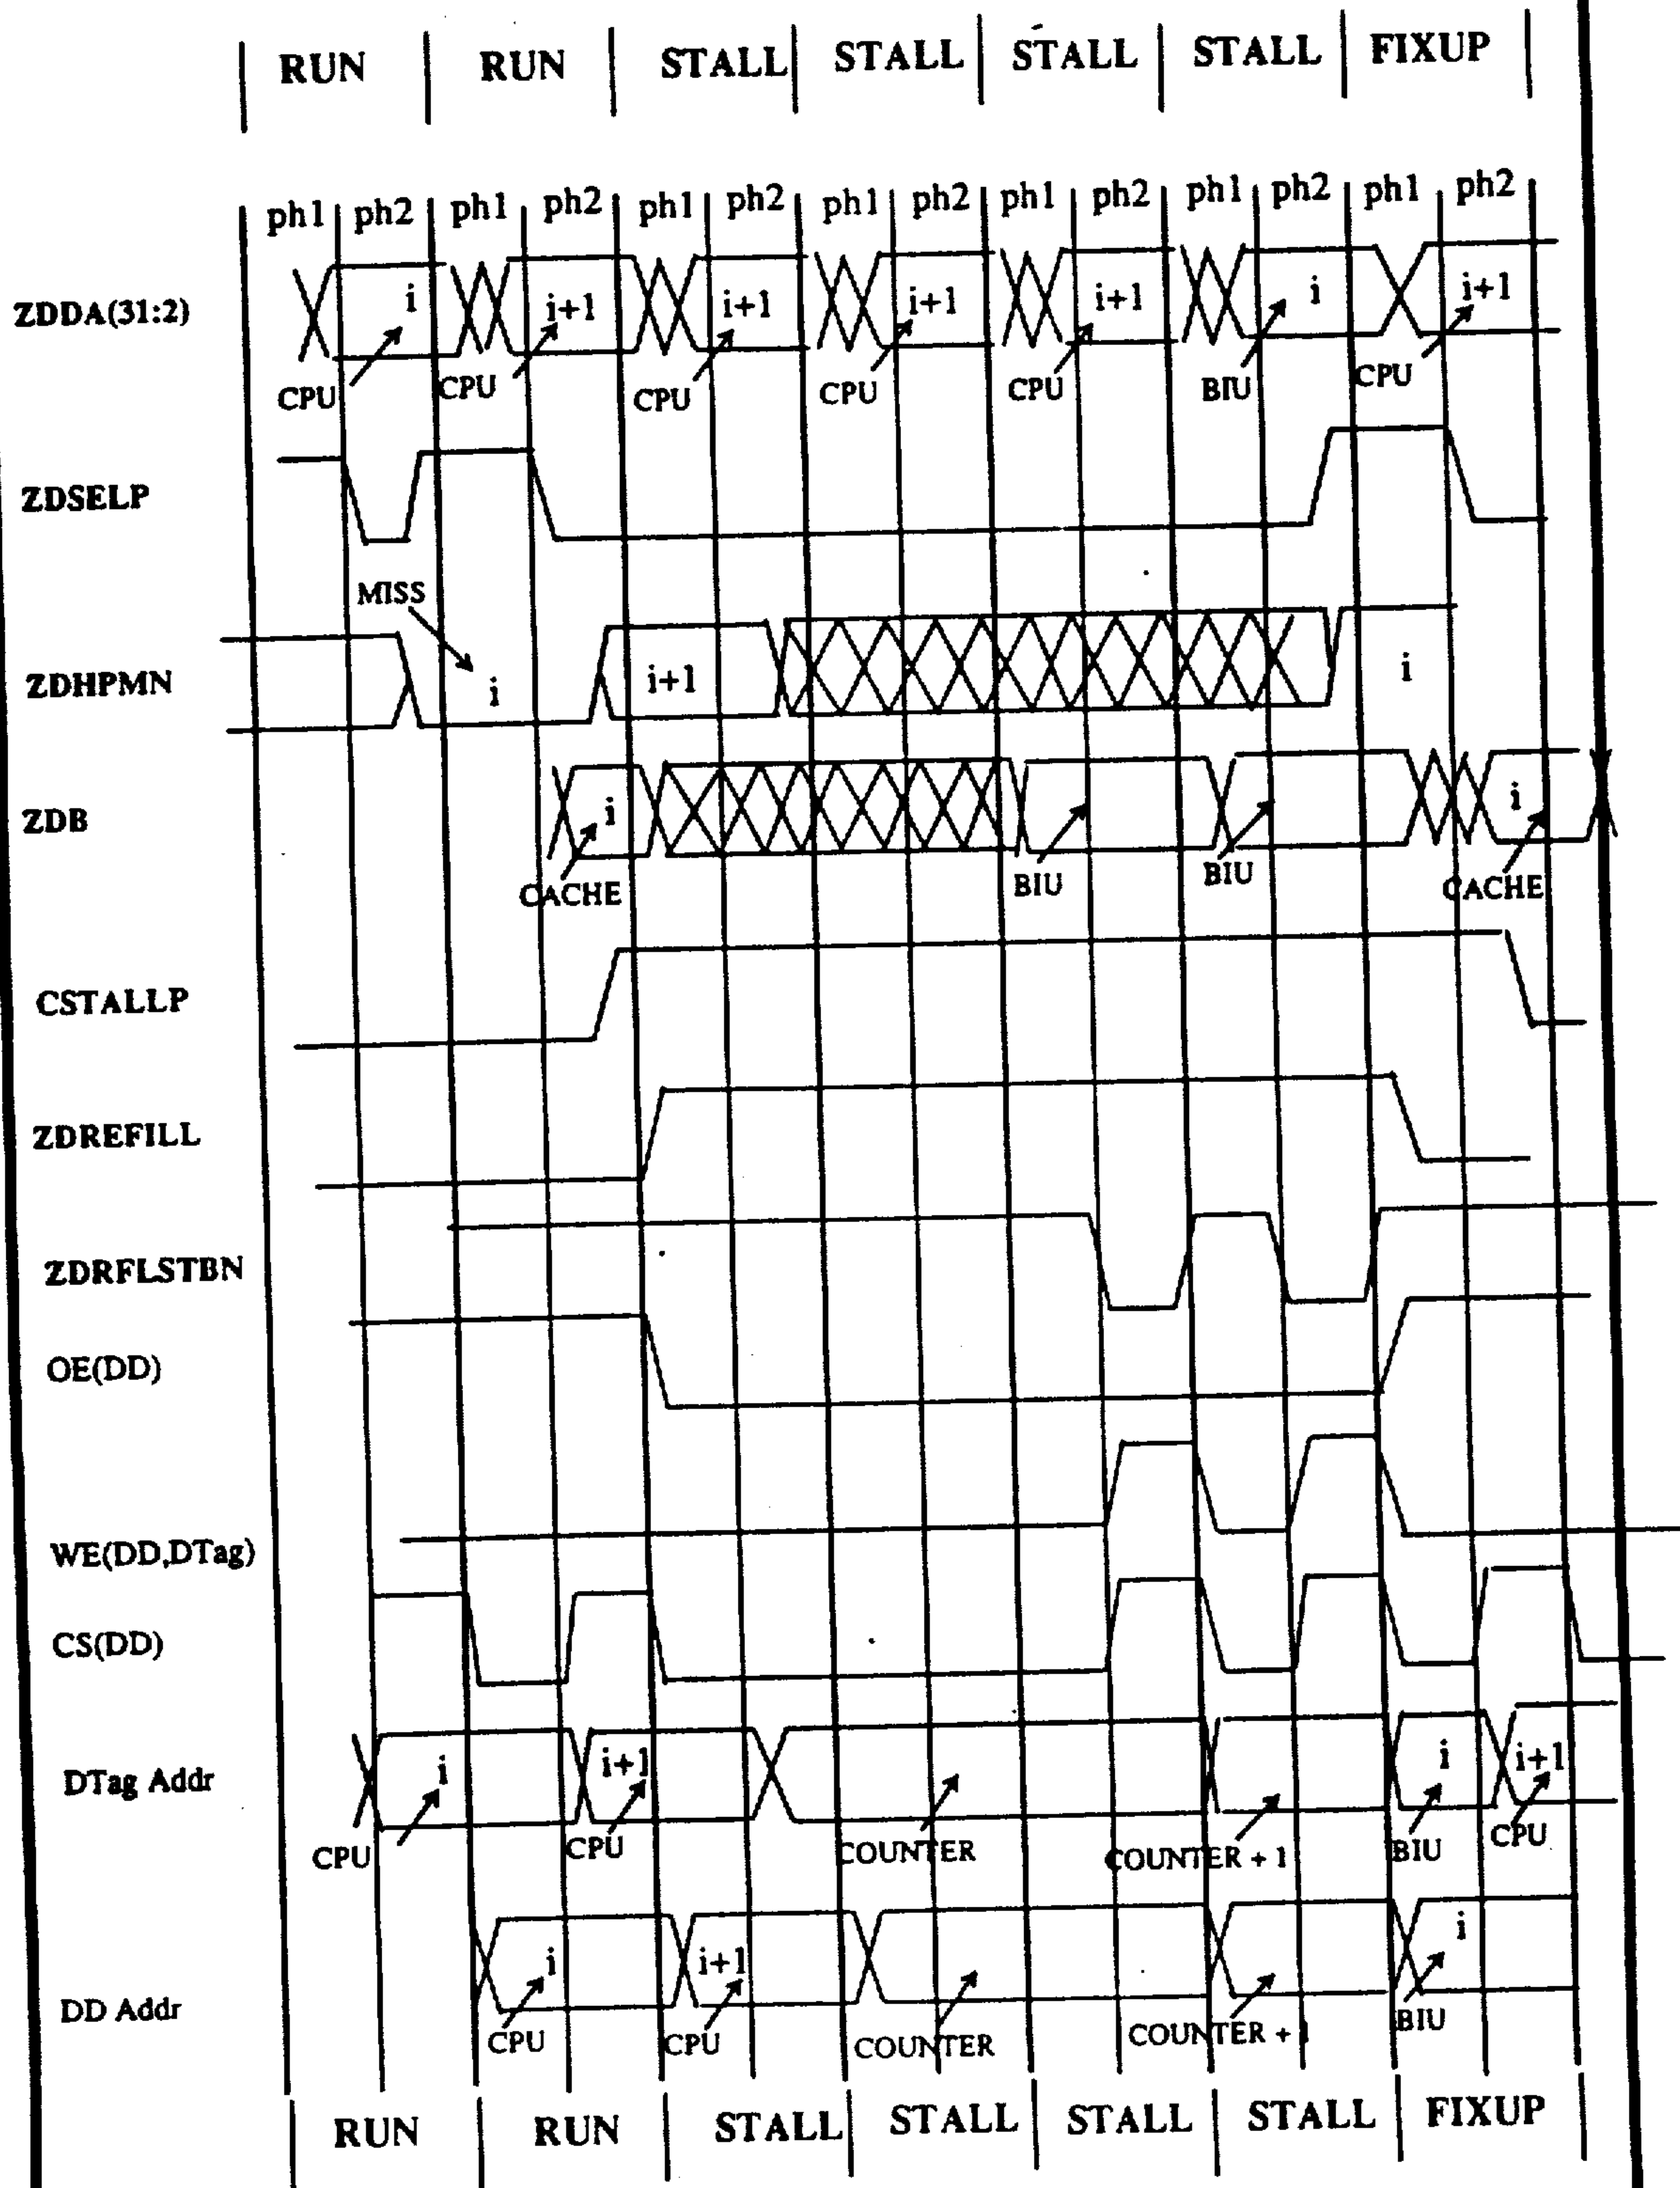 RUN RUN STALL STALL STALL STALL FIXUP
ph1 ph2 ph1 ph2 ph1 ph2 ph1 ph2 ph1 ph2 ph1 ph2 ph1 ph2
ZDDA(31:2) i i+1 i+1 i+1 i+1 i i+1
CPU CPU CPU CPU CPU BIU CPU
ZDSELP
MISS
ZDHPMN i i+1 i
ZDB i i
CACHE BIU BIU CACHE
CSTALLP
ZDREFILL
ZDRFLSTBN
OE(DD)
WE(DD,DTag)
CS(DD)
DTag Addr i i+1 i i+1
CPU CPU COUNTER COUNTER + 1 BIU CPU
DD Addr i i+1 i
CPU CPU COUNTER COUNTER + 1 BIU
RUN RUN STALL STALL STALL STALL FIXUP